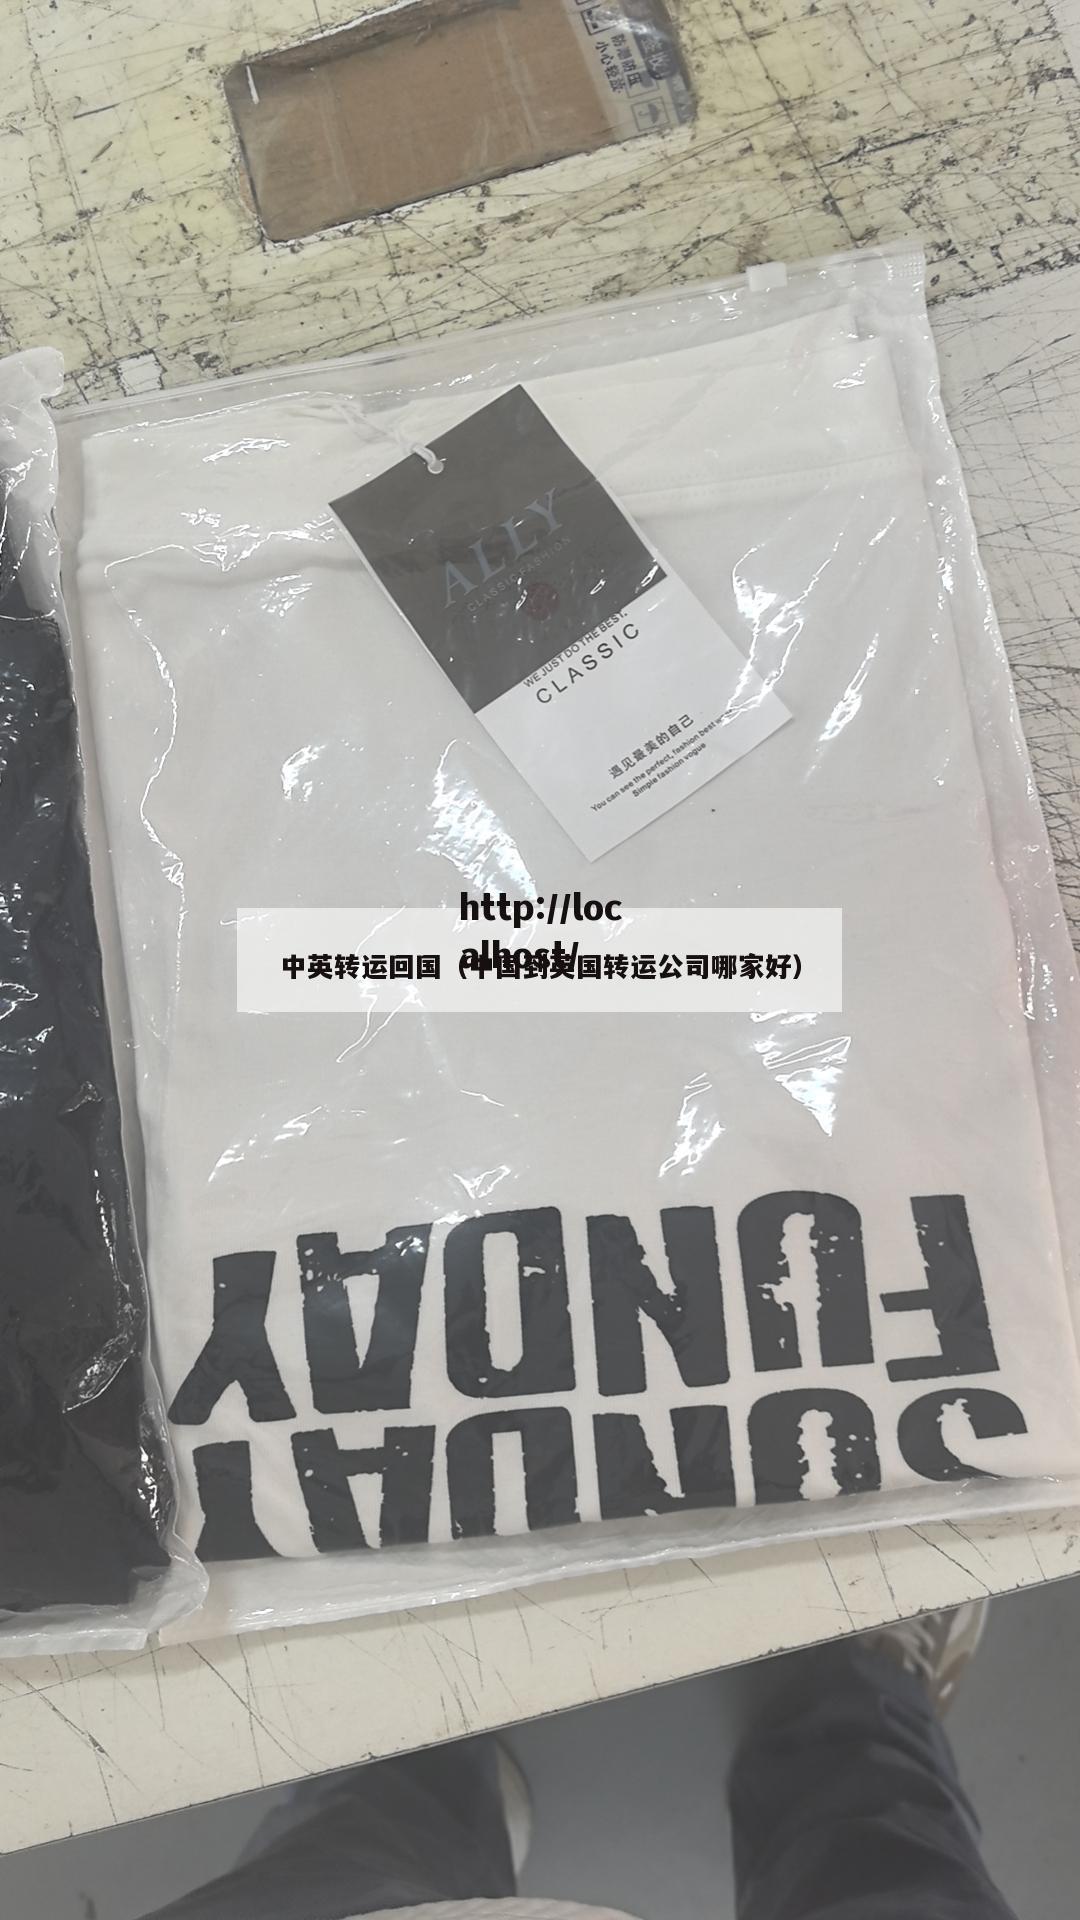 防潮防压
小心轻放
ALLY
CLASSIC FASHION
WE JUST DO THE BEST.
CLASSIC
遇见最美的自己
You can see the perfect, fashion best
Simple fashion vogue
http://loc
alhost/
中英转运回国（中国到英国转运公司哪家好）
SUNDAY
FUNDAY